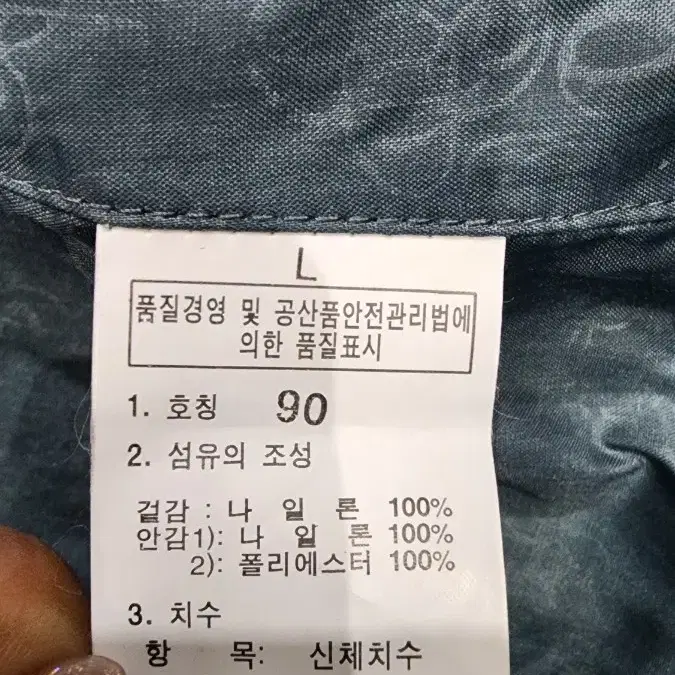 L
품질경영 및 공산품안전관리법에
의한 품질표시
1. 호칭 90
2. 섬유의 조성
겉감 : 나 일 론 100%
안감1): 나 일 론 100%
2): 폴리에스터 100%
3. 치수
항 목: 신체치수